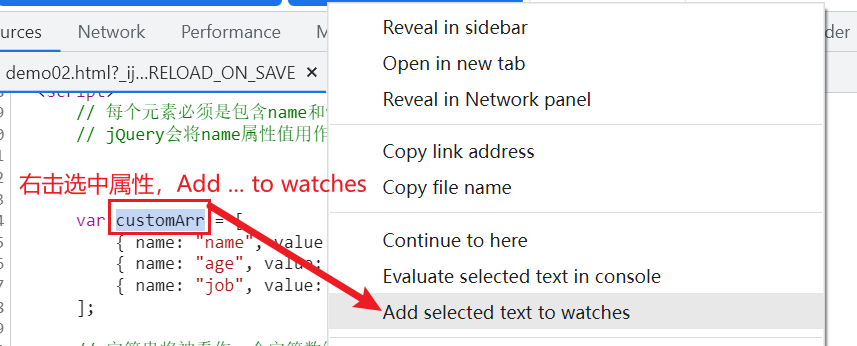 urces Network Performance Me
demo02.html?_ij...RELOAD_ON_SAVE ×
<script>
// 每个元素必须是包含name和
// jQuery会将name属性值用作
右击选中属性，Add ... to watches
var customArr = [
{ name: "name", value
{ name: "age", value:
{ name: "job", value:
];
Reveal in sidebar
Open in new tab
Reveal in Network panel
Copy link address
Copy file name
Continue to here
Evaluate selected text in console
Add selected text to watches
der